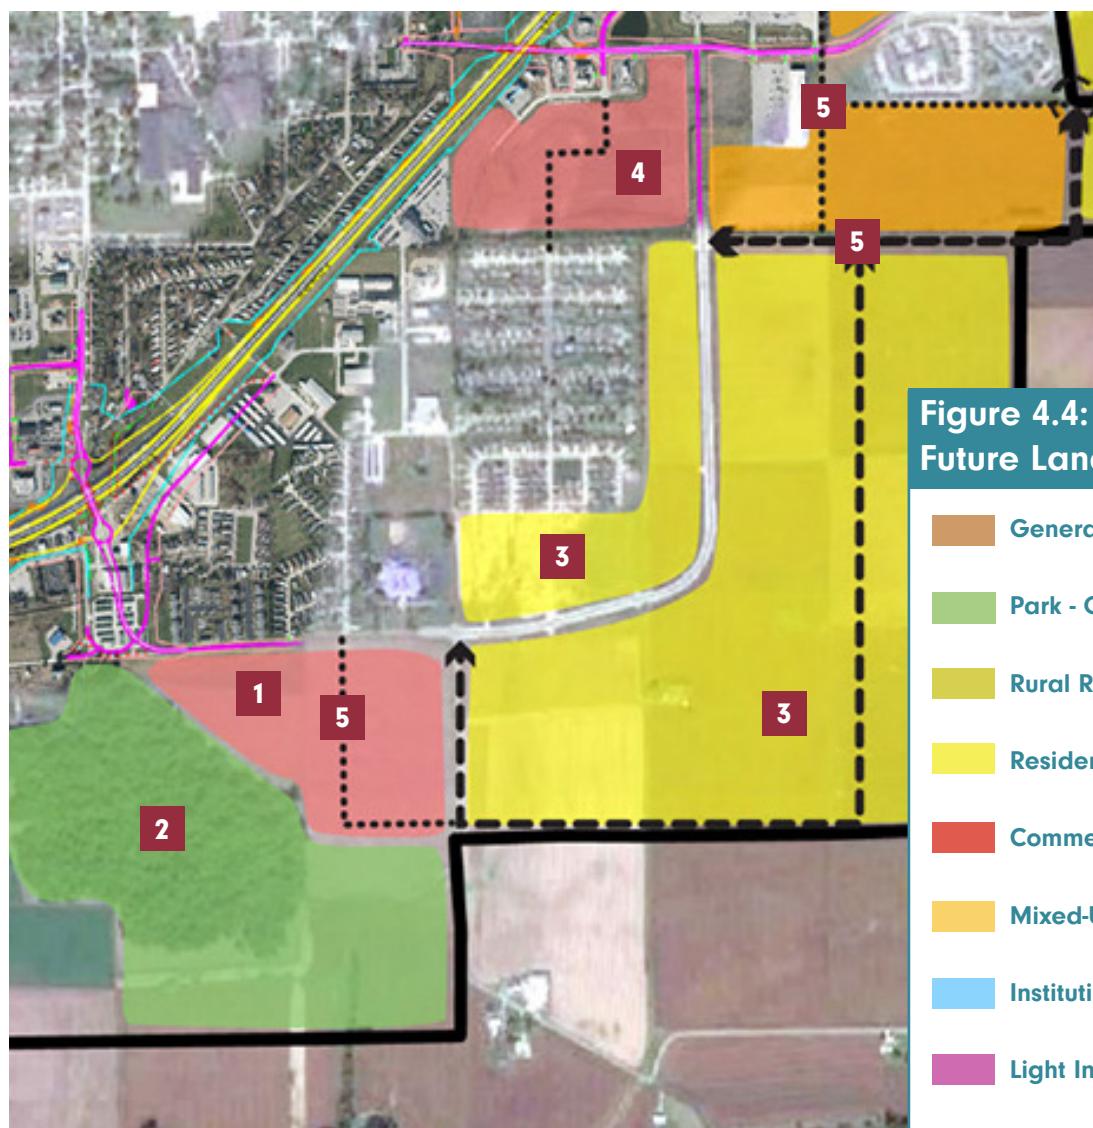 5
4
5
3
1
5
3
2
Figure 4.4:
Future Lan
Genera
Park -
Rural R
Reside
Comme
Mixed-
Instituti
Light In